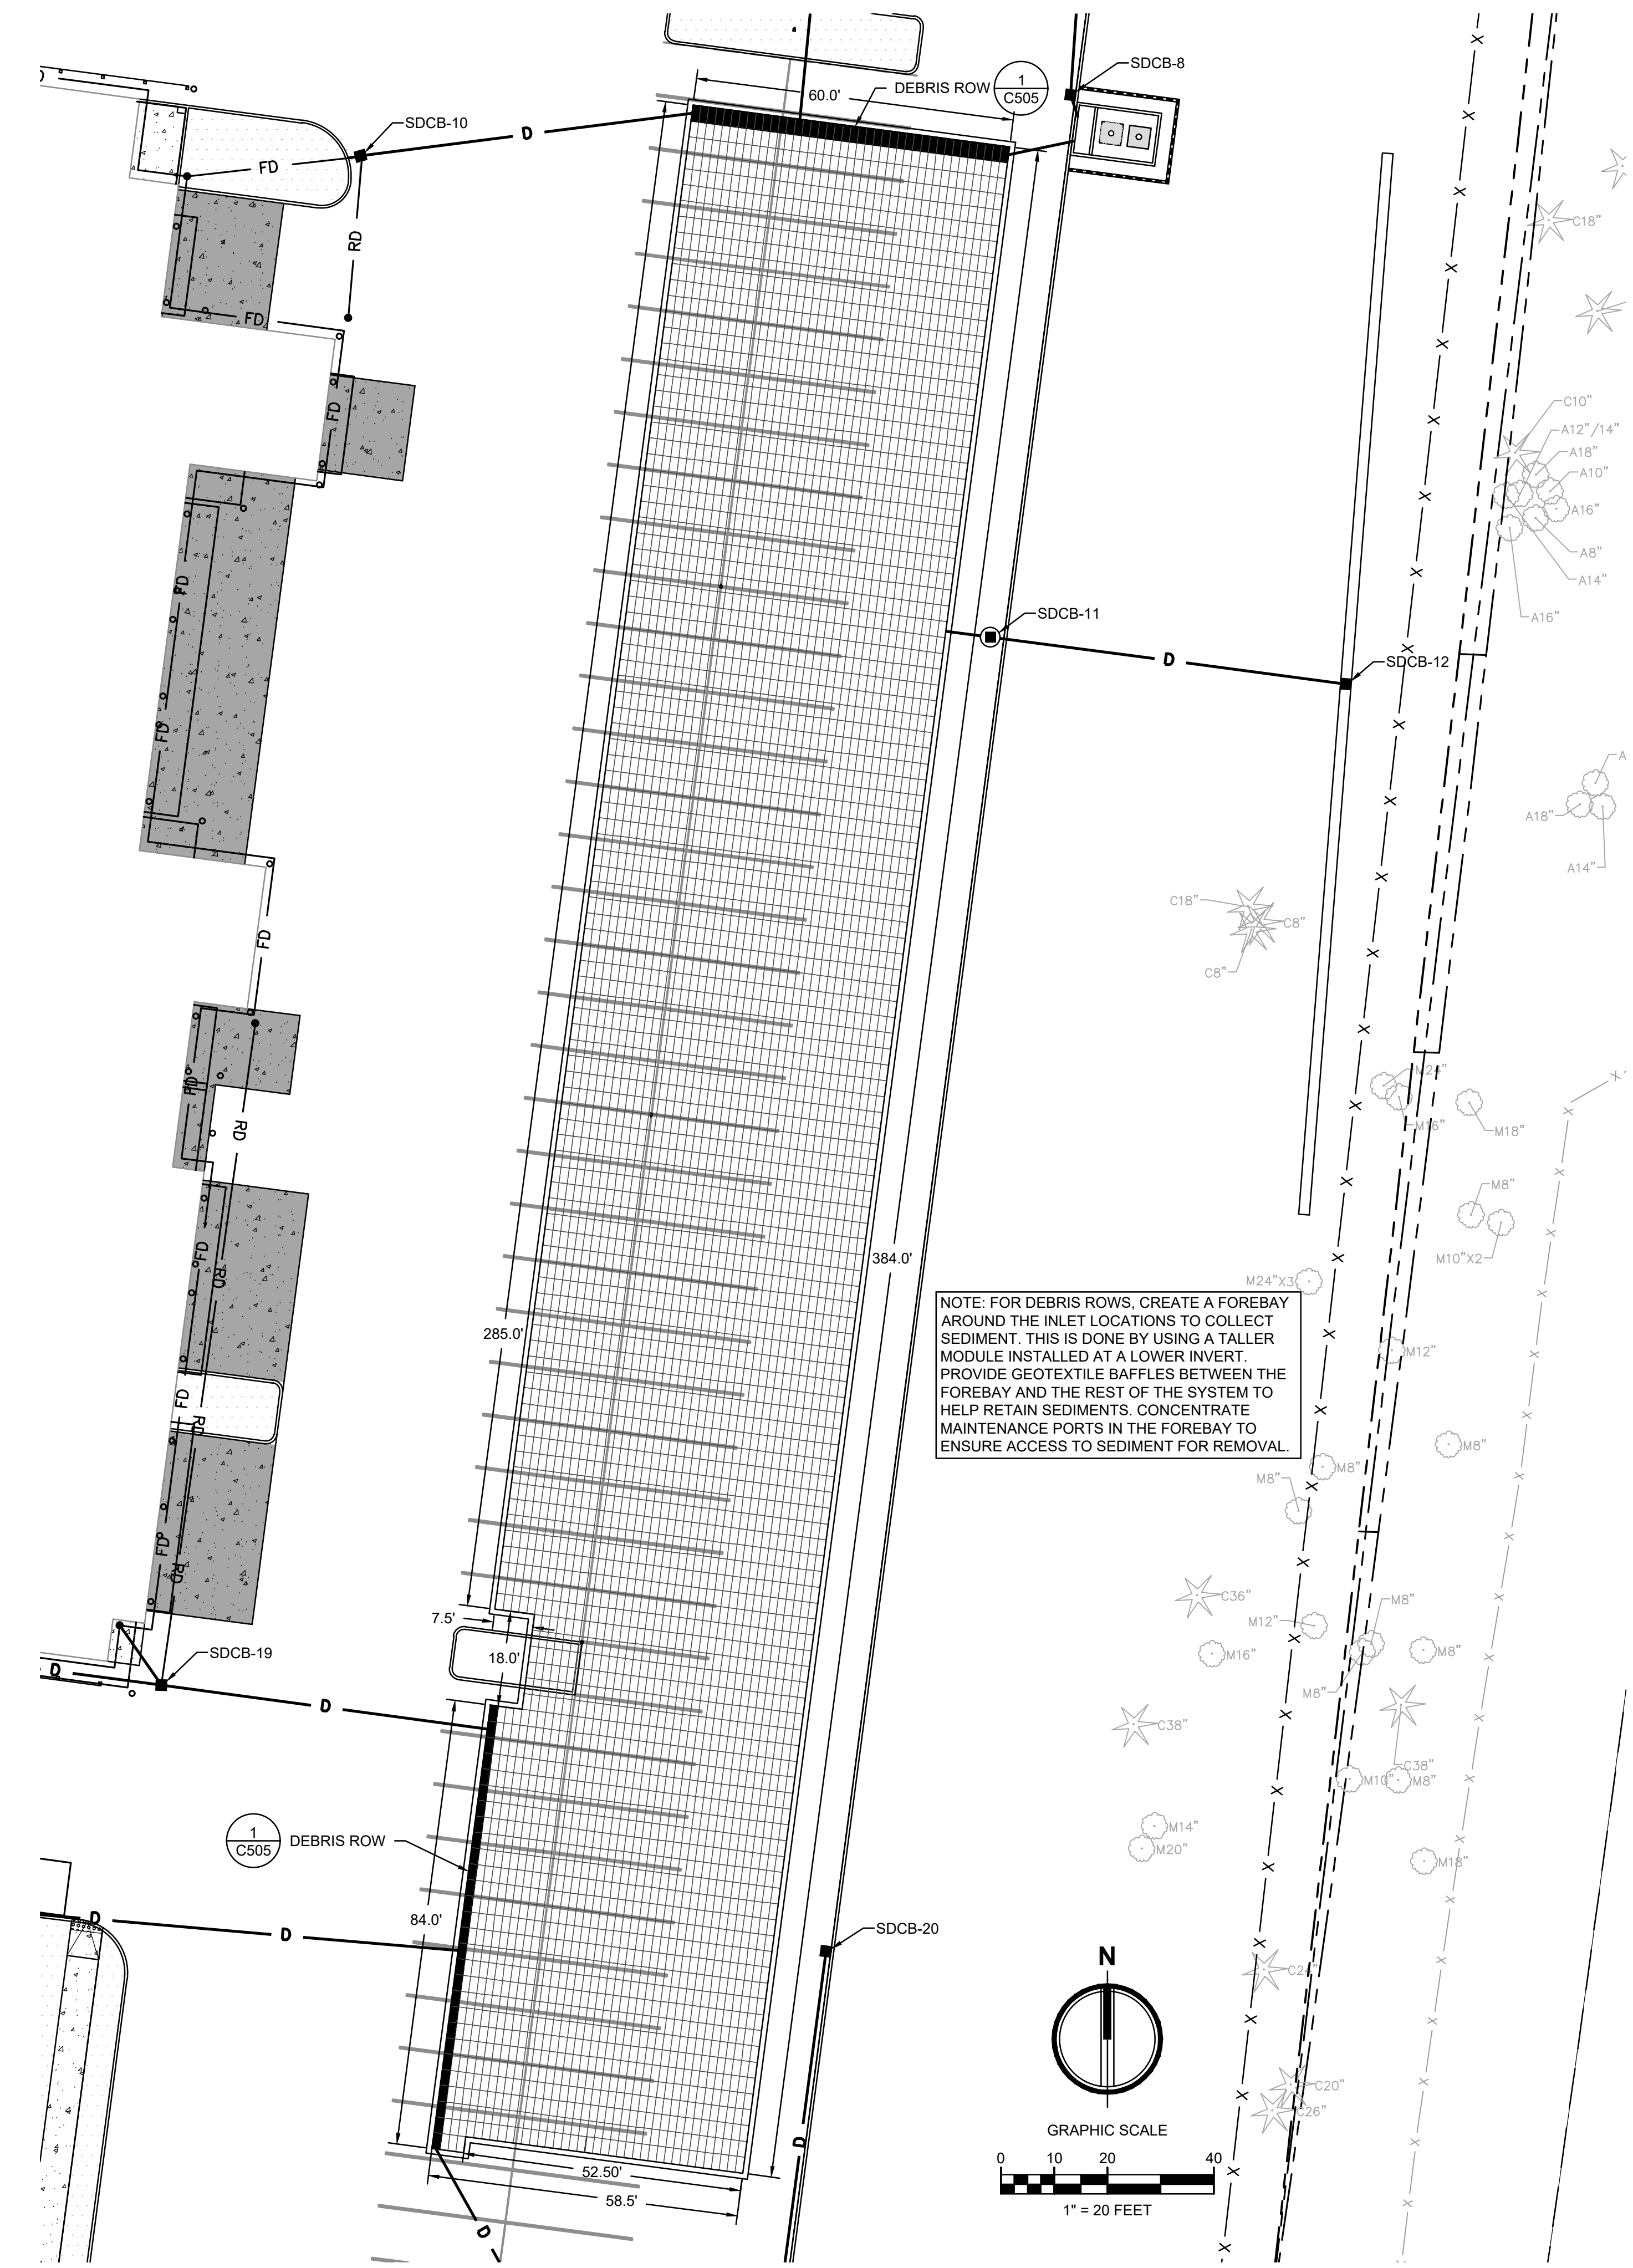 SDCB-8
60.0'
DEBRIS ROW
1
C505
SDCB-10
D
FD
RD
C18"
FD
FD
C10"
A12"/14"
A18"
A10"
A16"
A8"
A14"
A16"
FD
SDCB-11
D
SDCB-12
FD
A18"
A14"
C18"
C8"
C8"
FD
FD
M24"
M16"
M18"
RD
M8"
M10"X2
FD
RD
384.0'
M24"X3
285.0'
NOTE: FOR DEBRIS ROWS, CREATE A FOREBAY
AROUND THE INLET LOCATIONS TO COLLECT
SEDIMENT. THIS IS DONE BY USING A TALLER
MODULE INSTALLED AT A LOWER INVERT.
PROVIDE GEOTEXTILE BAFFLES BETWEEN THE
FOREBAY AND THE REST OF THE SYSTEM TO
HELP RETAIN SEDIMENTS. CONCENTRATE
MAINTENANCE PORTS IN THE FOREBAY TO
ENSURE ACCESS TO SEDIMENT FOR REMOVAL.
M12"
FD
RD
M8"
M8"
M8"
FD
RD
C36"
M8"
7.5'
M12"
M16"
M8"
18.0'
SDCB-19
D
M8"
D
C38"
C38"
M10"
M8"
1
C505
DEBRIS ROW
M14"
M20"
M18"
84.0'
D
D
SDCB-20
N
C24"
C20"
C26"
GRAPHIC SCALE
D
0 10 20 40
52.50'
58.5'
1" = 20 FEET
D